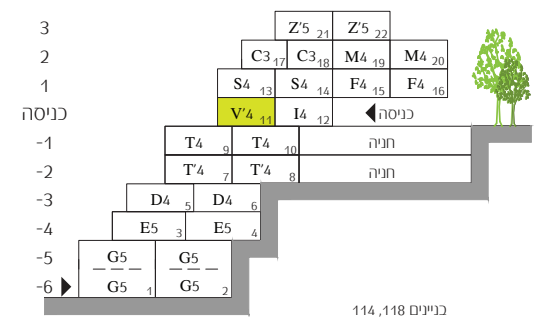 3 Z'5 21 Z'5 22
2 C3 17 C3 18 M4 19 M4 20
1 S4 13 S4 14 F4 15 F4 16
כניסה V'4 11 I4 12 כניסה
-1 T4 9 T4 10 חניה
-2 T'4 7 T'4 8 חניה
-3 D4 5 D4 6
-4 E5 3 E5 4
-5 G5 G5
-6 G5 1 G5 2
בניינים 114, 118